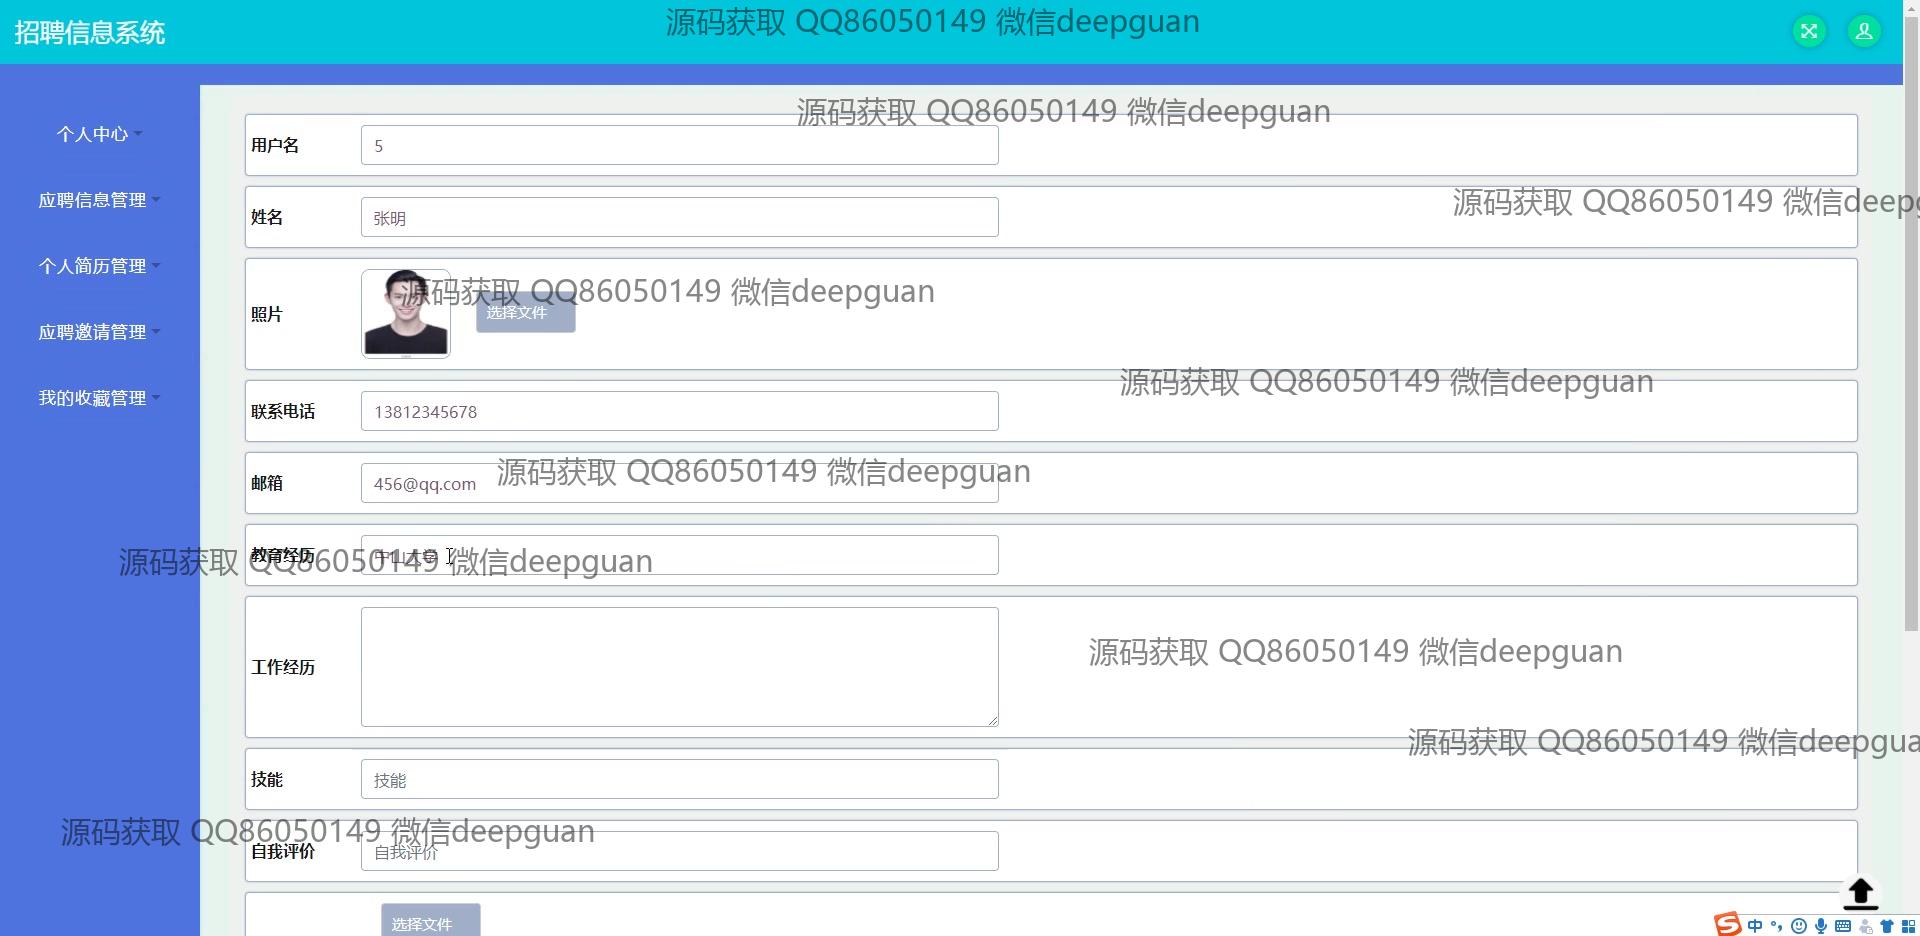 招聘信息系统
源码获取 QQ86050149 微信deepguan
源码获取 QQ86050149 微信deepguan
个人中心
用户名
5
应聘信息管理
源码获取 QQ86050149 微信deepg
姓名
张明
个人简历管理
源码获取 QQ86050149 微信deepguan
照片
选择文件
应聘邀请管理
源码获取 QQ86050149 微信deepguan
我的收藏管理
联系电话
13812345678
源码获取 QQ86050149 微信deepguan
邮箱
456@qq.com
源码获取 QQ86050149 微信deepguan
教育经历
中山大学
源码获取 QQ86050149 微信deepguan
工作经历
源码获取 QQ86050149 微信deepgua
技能
技能
源码获取 QQ86050149 微信deepguan
自我评价
自我评价
选择文件
中